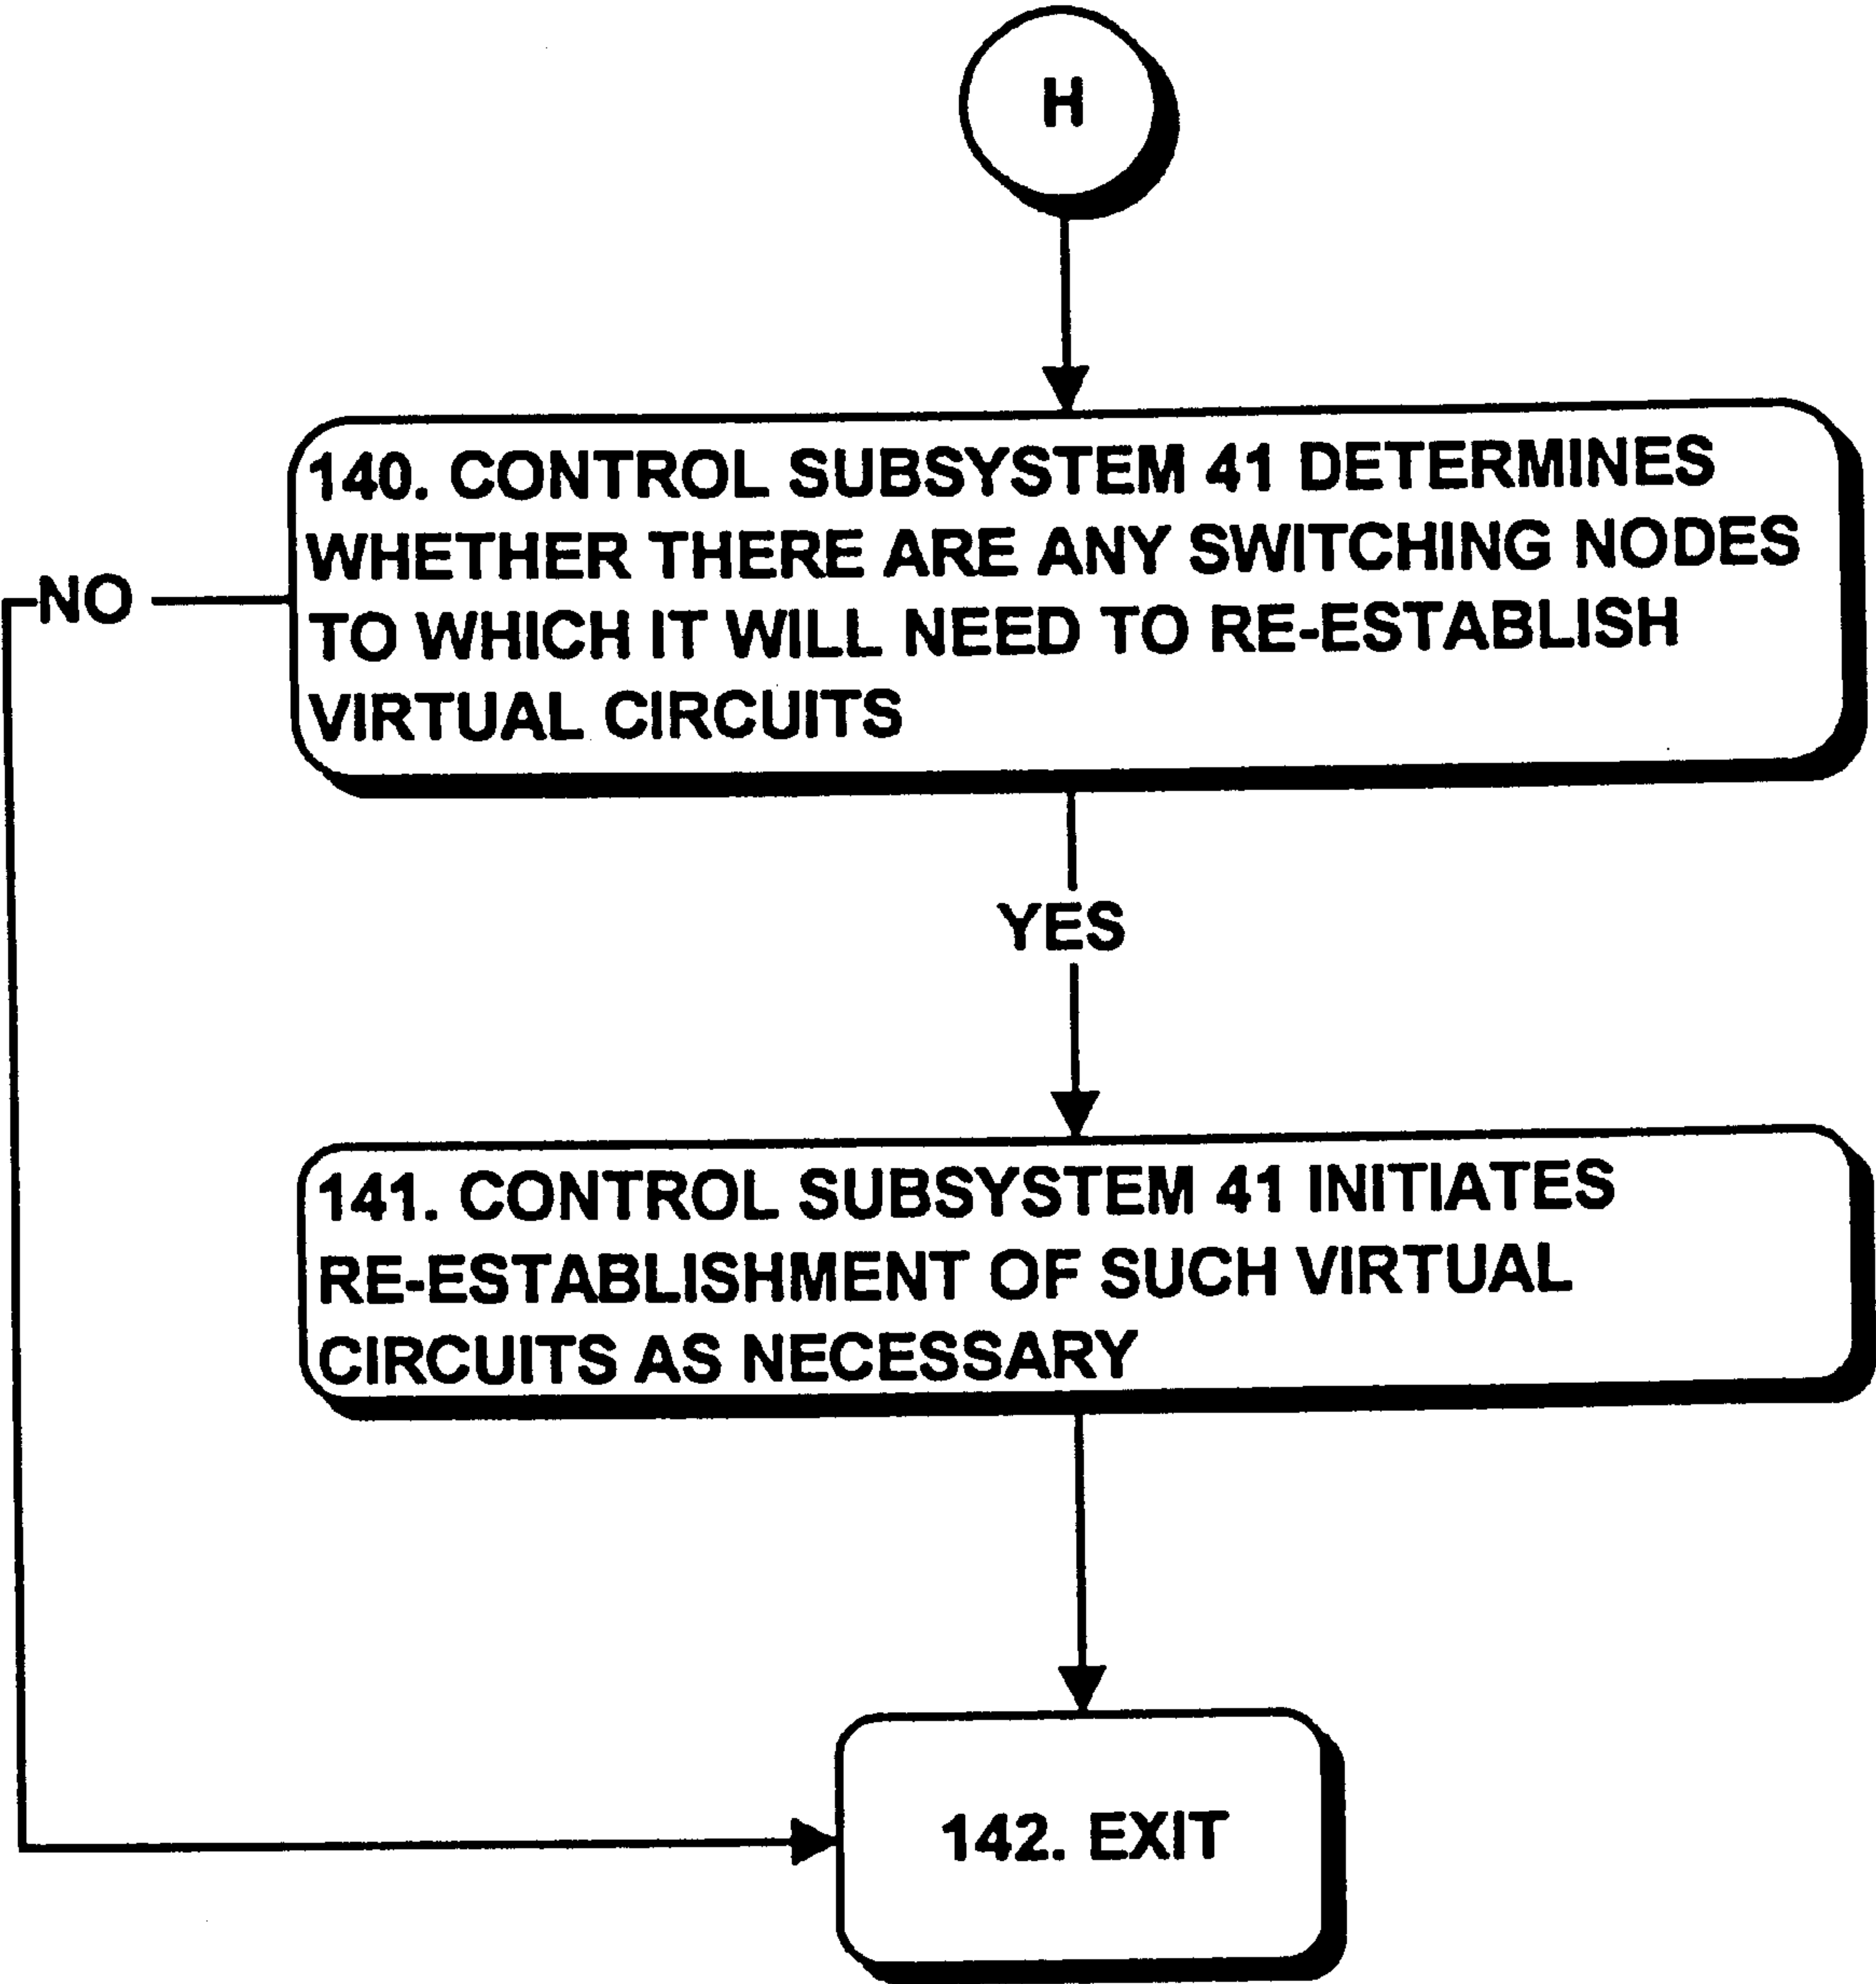 H
140. CONTROL SUBSYSTEM 41 DETERMINES
WHETHER THERE ARE ANY SWITCHING NODES
TO WHICH IT WILL NEED TO RE-ESTABLISH
VIRTUAL CIRCUITS
NO
YES
141. CONTROL SUBSYSTEM 41 INITIATES
RE-ESTABLISHMENT OF SUCH VIRTUAL
CIRCUITS AS NECESSARY
142. EXIT